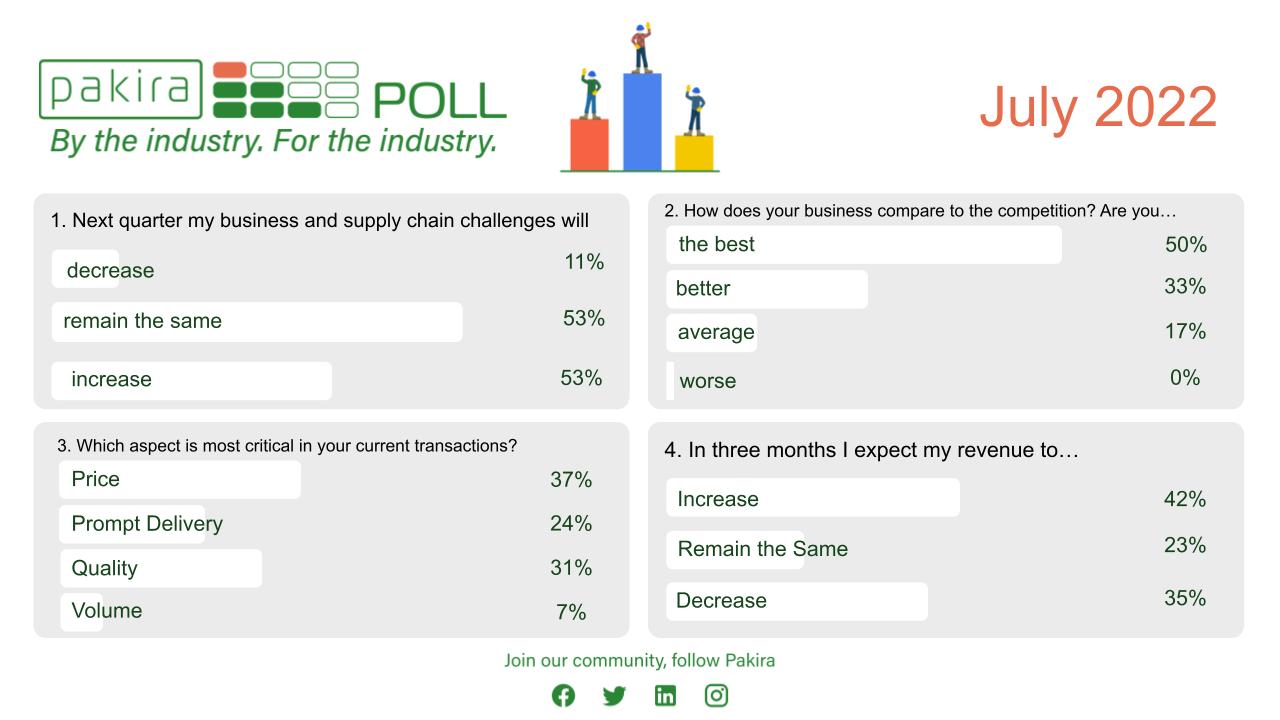 pakira POLL
By the industry. For the industry.
July 2022
1. Next quarter my business and supply chain challenges will
decrease 11%
remain the same 53%
increase 53%
2. How does your business compare to the competition? Are you…
the best 50%
better 33%
average 17%
worse 0%
3. Which aspect is most critical in your current transactions?
Price 37%
Prompt Delivery 24%
Quality 31%
Volume 7%
4. In three months I expect my revenue to…
Increase 42%
Remain the Same 23%
Decrease 35%
Join our community, follow Pakira